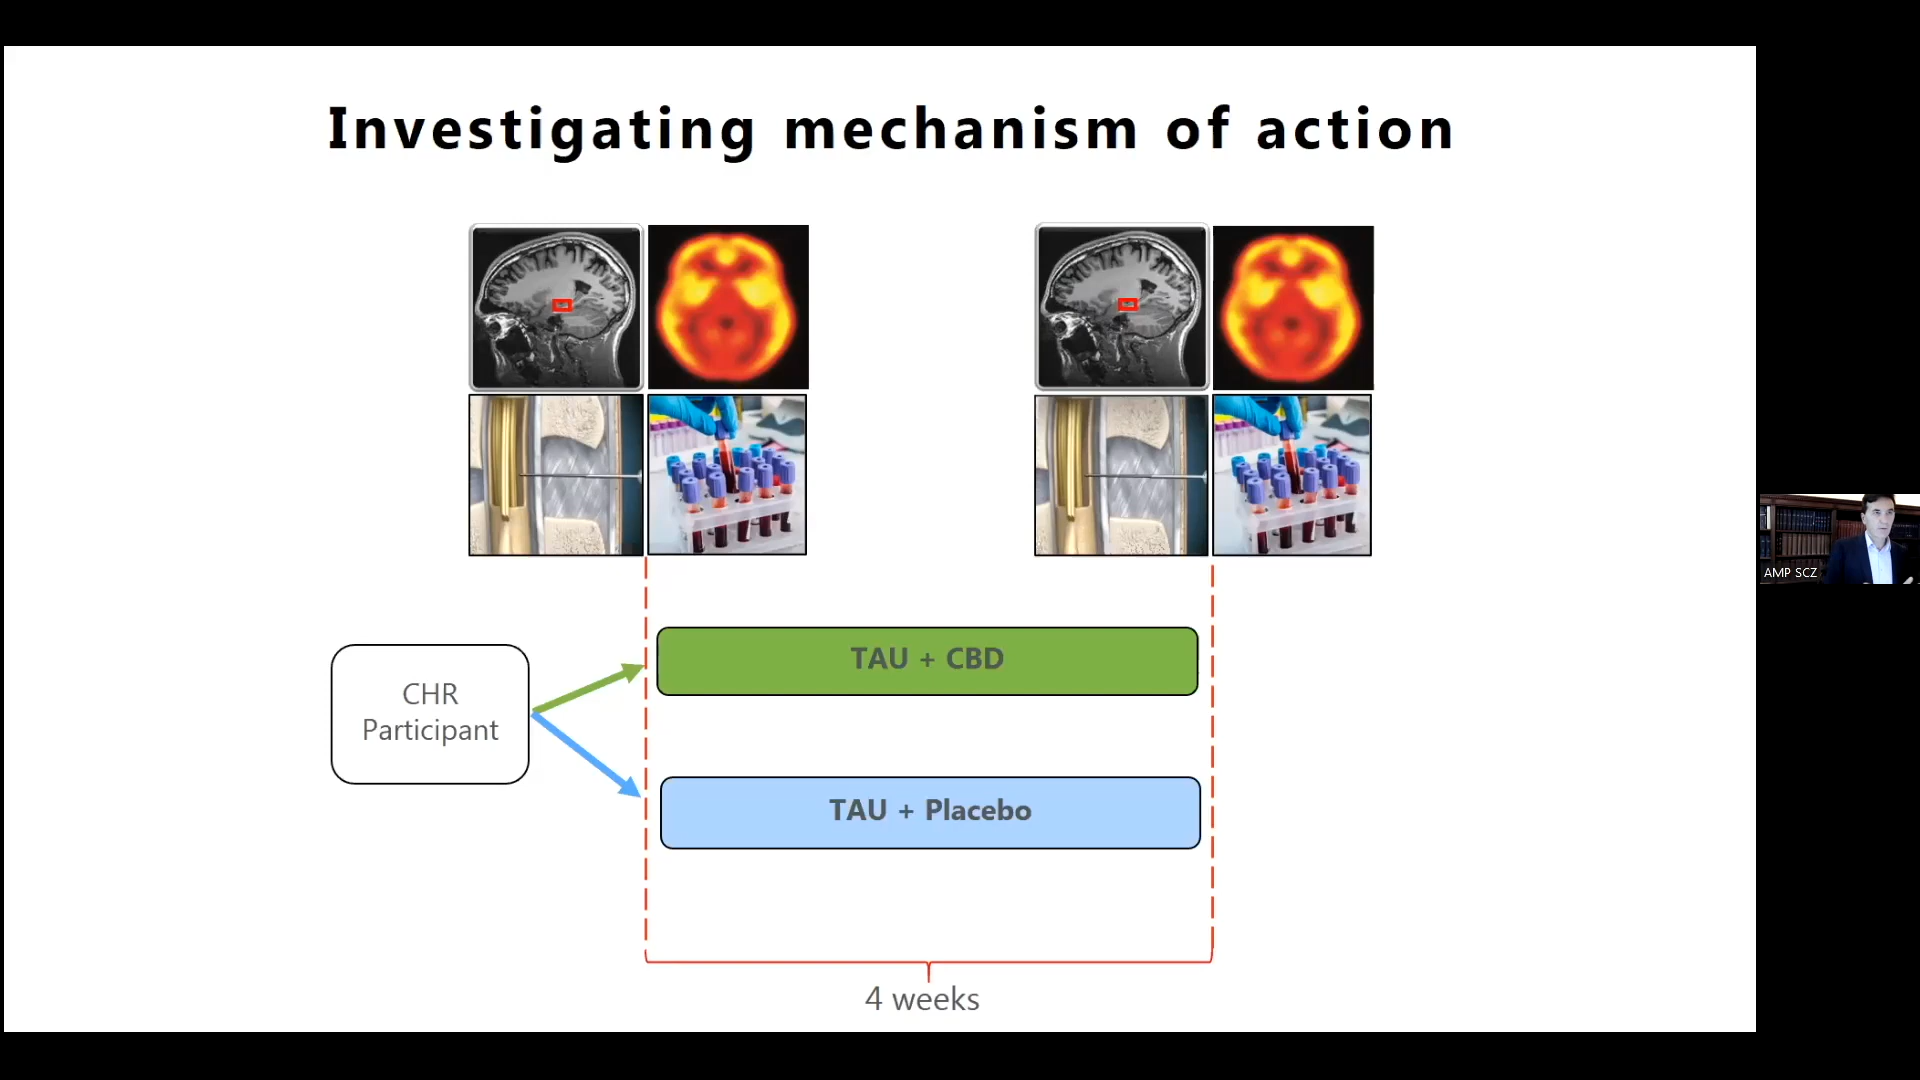 Investigating mechanism of action
AMP SCZ
TAU + CBD
CHR
Participant
TAU + Placebo
4 weeks